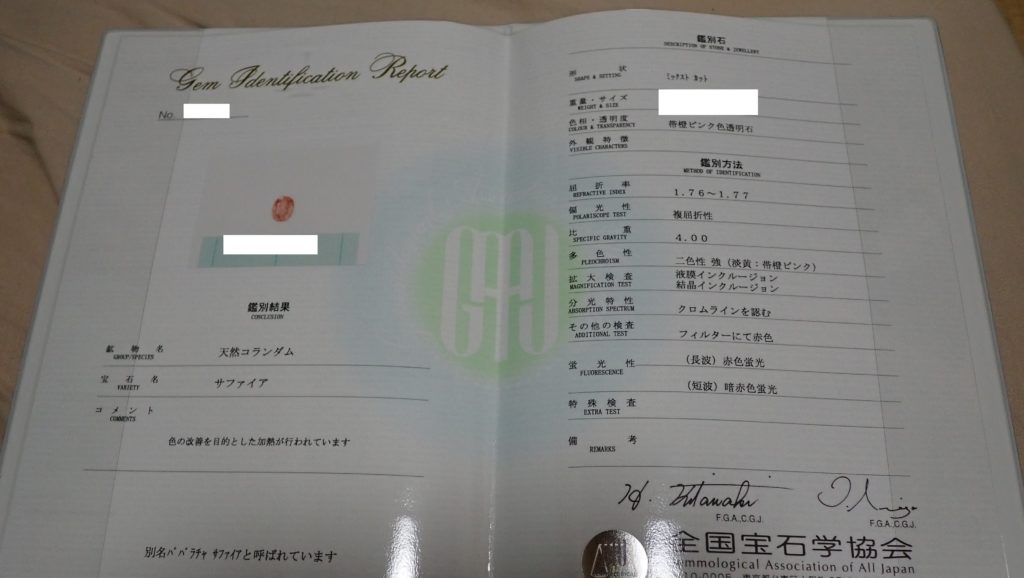 Gem Identification Report
No.
鑑別結果
CONCLUSION
鉱物名 天然コランダム
GROUP/SPECIES
宝石名 サファイア
VARIETY
コメント
COMMENTS
色の改善を目的とした加熱が行われています
別名パパラチャ サファイアと呼ばれています
GAAJ
鑑別石
DESCRIPTION OF STONE & JEWELLERY
形状 ミックスト カット
SHAPE & SETTING
重量・サイズ
WEIGHT & SIZE
色相・透明度 帯橙ピンク色透明石
COLOUR & TRANSPARENCY
外観特徴
VISIBLE CHARACTERS
鑑別方法
METHOD OF IDENTIFICATION
屈折率 1.76～1.77
REFRACTIVE INDEX
偏光性 複屈折性
POLARISCOPE TEST
比重 4.00
SPECIFIC GRAVITY
多色性 二色性 強（淡黄：帯橙ピンク）
PLEOCHROISM
拡大検査 液膜インクルージョン
MAGNIFICATION TEST 結晶インクルージョン
分光特性 クロムラインを認む
ABSORPTION SPECTRUM
その他の検査 フィルターにて赤色
ADDITIONAL TEST
蛍光性 （長波）赤色蛍光
FLUORESCENCE
（短波）暗赤色蛍光
特殊検査
EXTRA TEST
備考
REMARKS
F.G.A.,C.G.J.
F.G.A.,C.G.J.
全国宝石学協会
Gemmological Association of All Japan